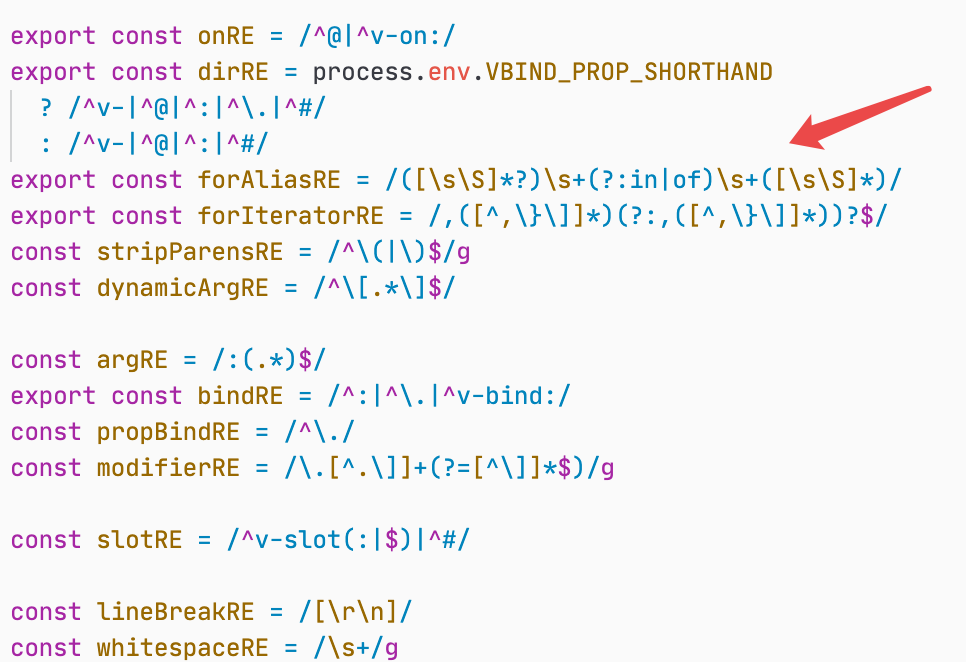 export const onRE = /^@|^v-on:/
export const dirRE = process.env.VBIND_PROP_SHORTHAND
  ? /^v-|^@|^:|^\.|^#/
  : /^v-|^@|^:|^#/
export const forAliasRE = /([\s\S]*?)\s+(?:in|of)\s+([\s\S]*)/
export const forIteratorRE = /,([^,\}\]]*)(?:,([^,\}\]]*))?$/
const stripParensRE = /^\(|\)$/g
const dynamicArgRE = /^\[.*\]$/

const argRE = /:(.*)$/
export const bindRE = /^:|^\.|^v-bind:/
const propBindRE = /^\./
const modifierRE = /\.[^.\]]+(?=[^\]]*$)/g

const slotRE = /^v-slot(:|$)|^#/

const lineBreakRE = /[\r\n]/
const whitespaceRE = /\s+/g